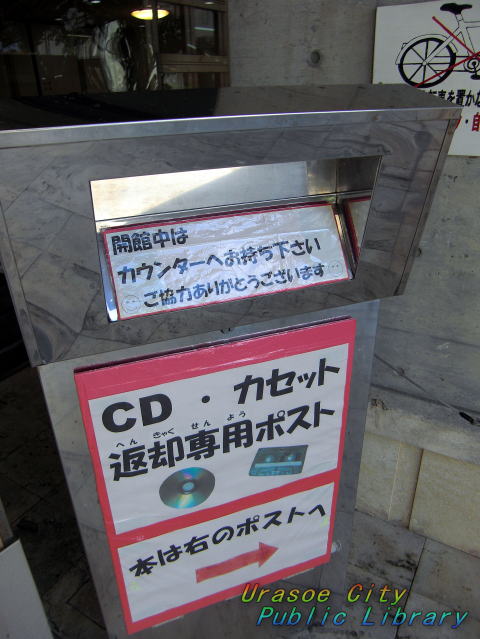 開館中は
カウンターへお持ち下さい
ご協力ありがとうございます
CD・カセット
へんきゃくせんよう
返却専用ポスト
本は右のポストへ
Urasoe City
Public Library